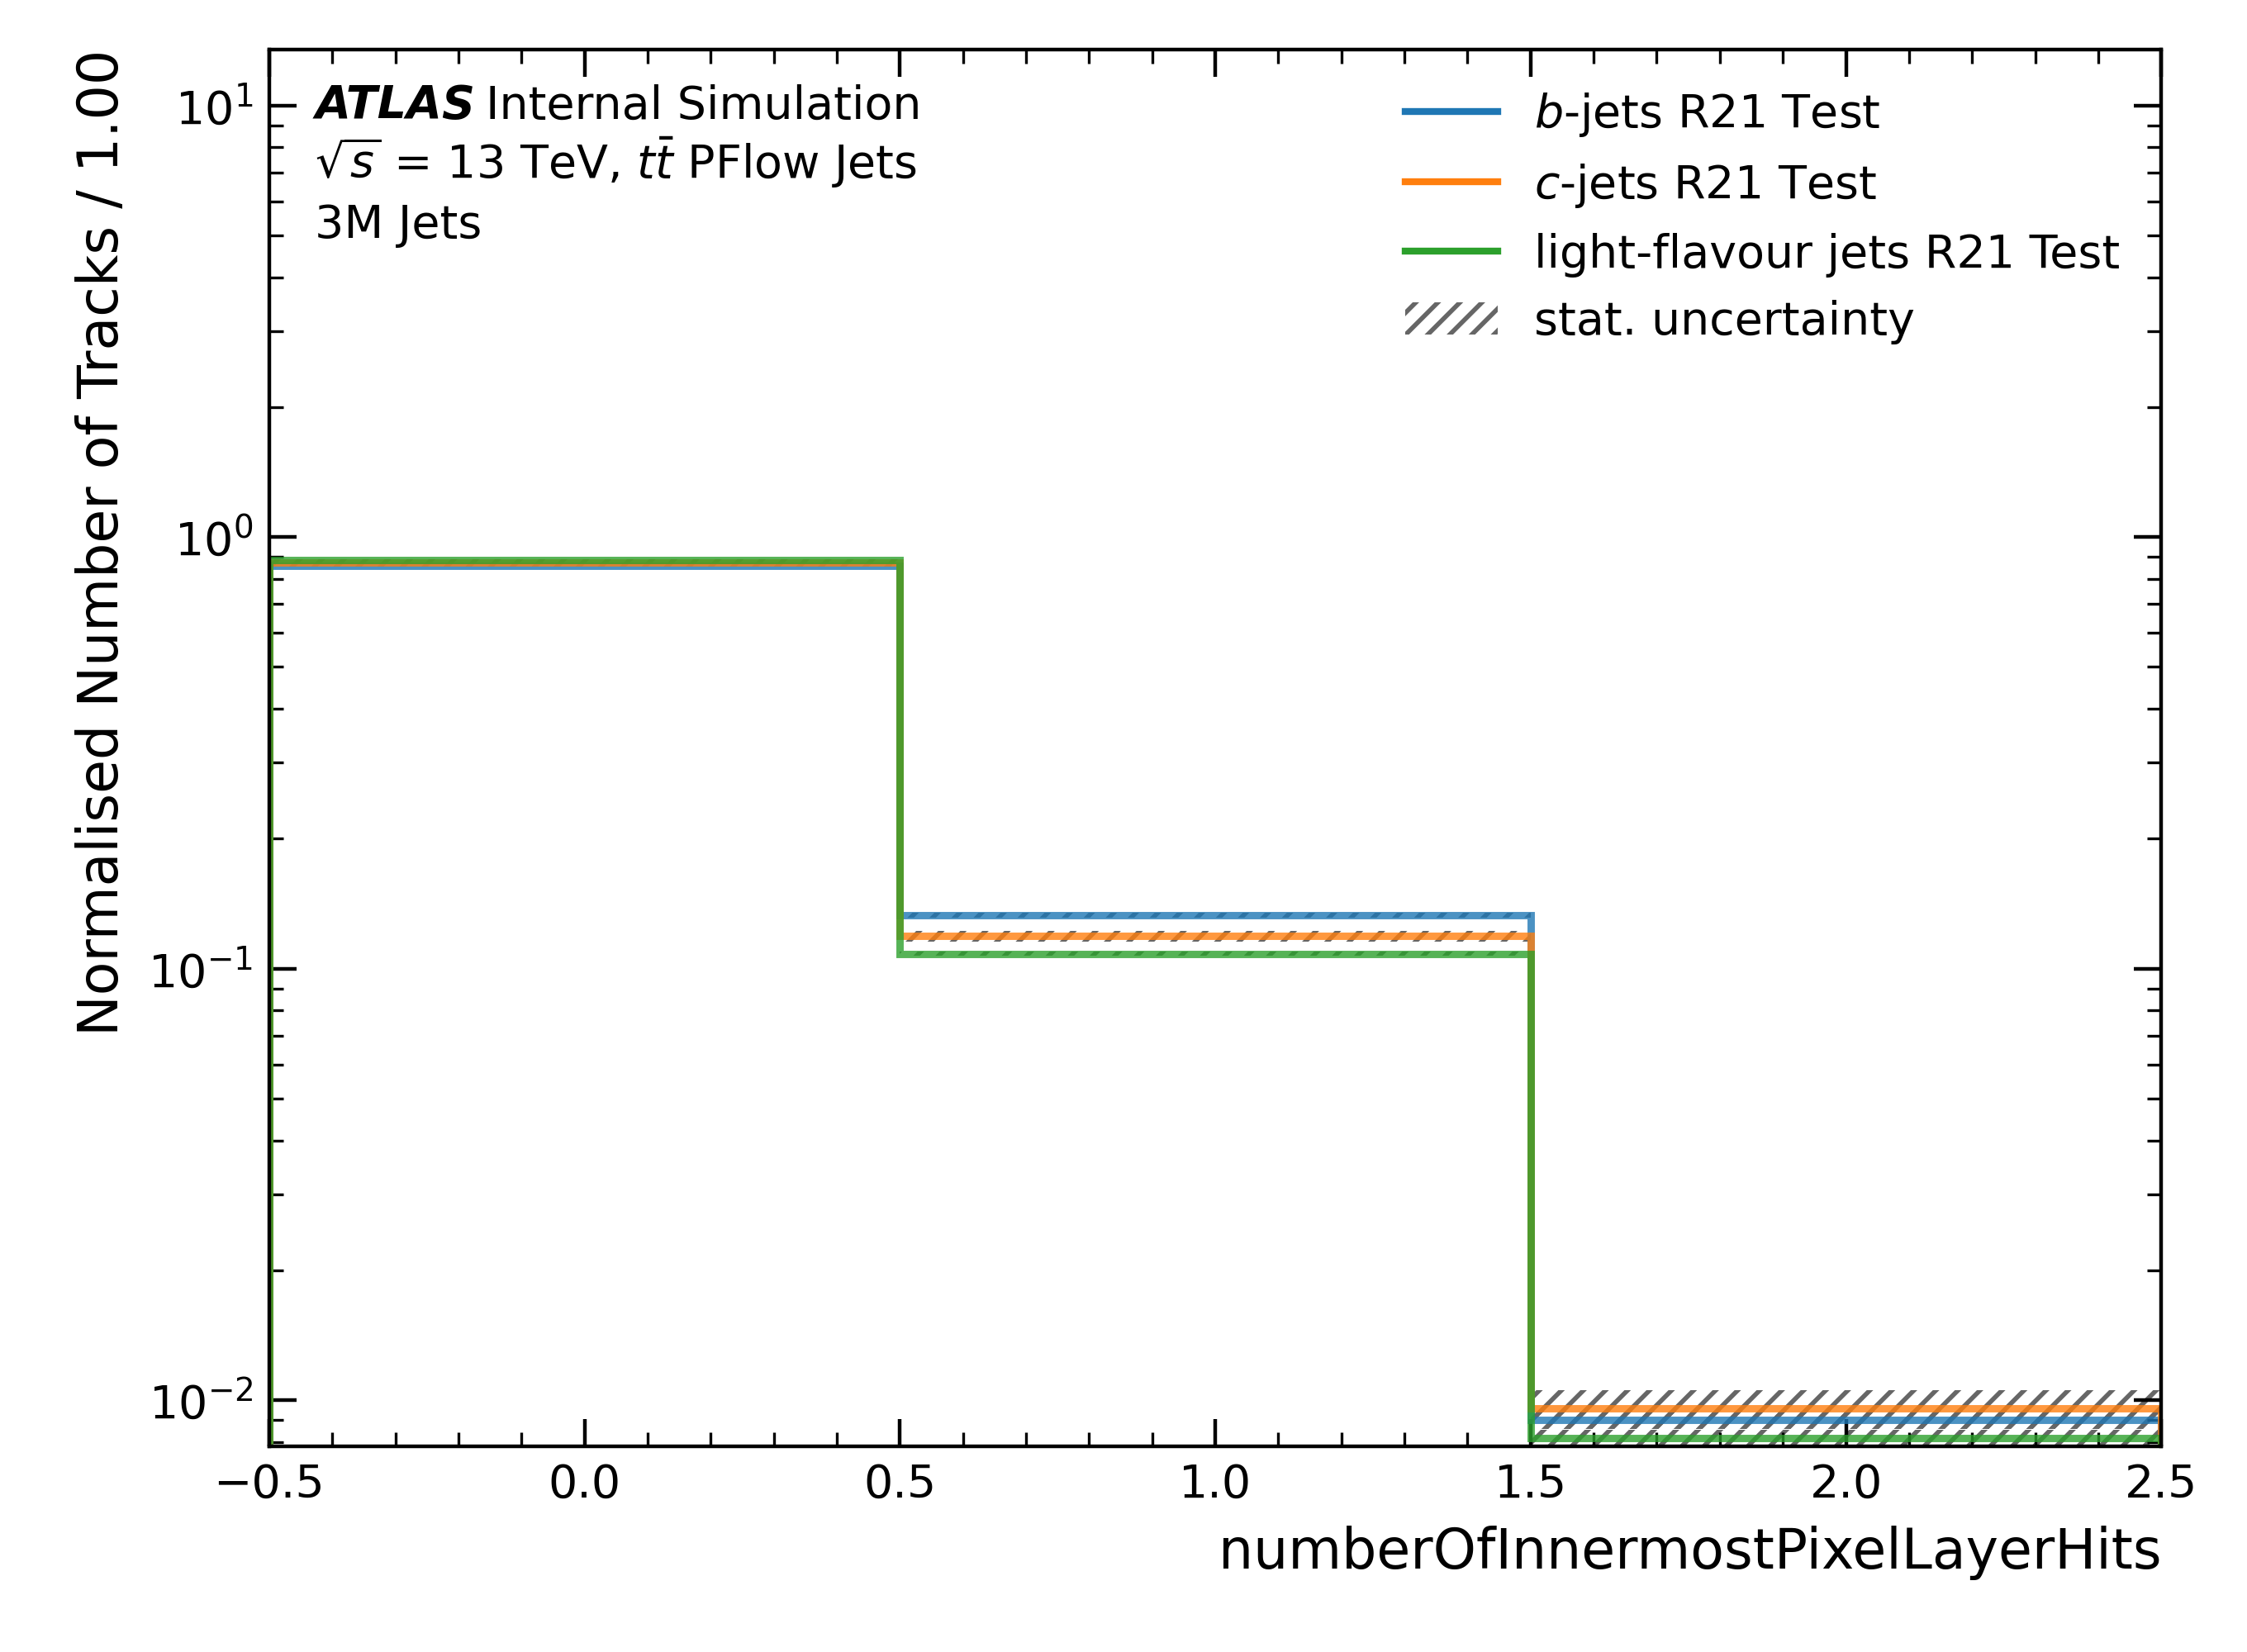 ATLAS Internal Simulation
√s = 13 TeV, tt̄ PFlow Jets
3M Jets
b-jets R21 Test
c-jets R21 Test
light-flavour jets R21 Test
stat. uncertainty
Normalised Number of Tracks / 1.00
10¹
10⁰
10⁻¹
10⁻²
−0.5 0.0 0.5 1.0 1.5 2.0 2.5
numberOfInnermostPixelLayerHits